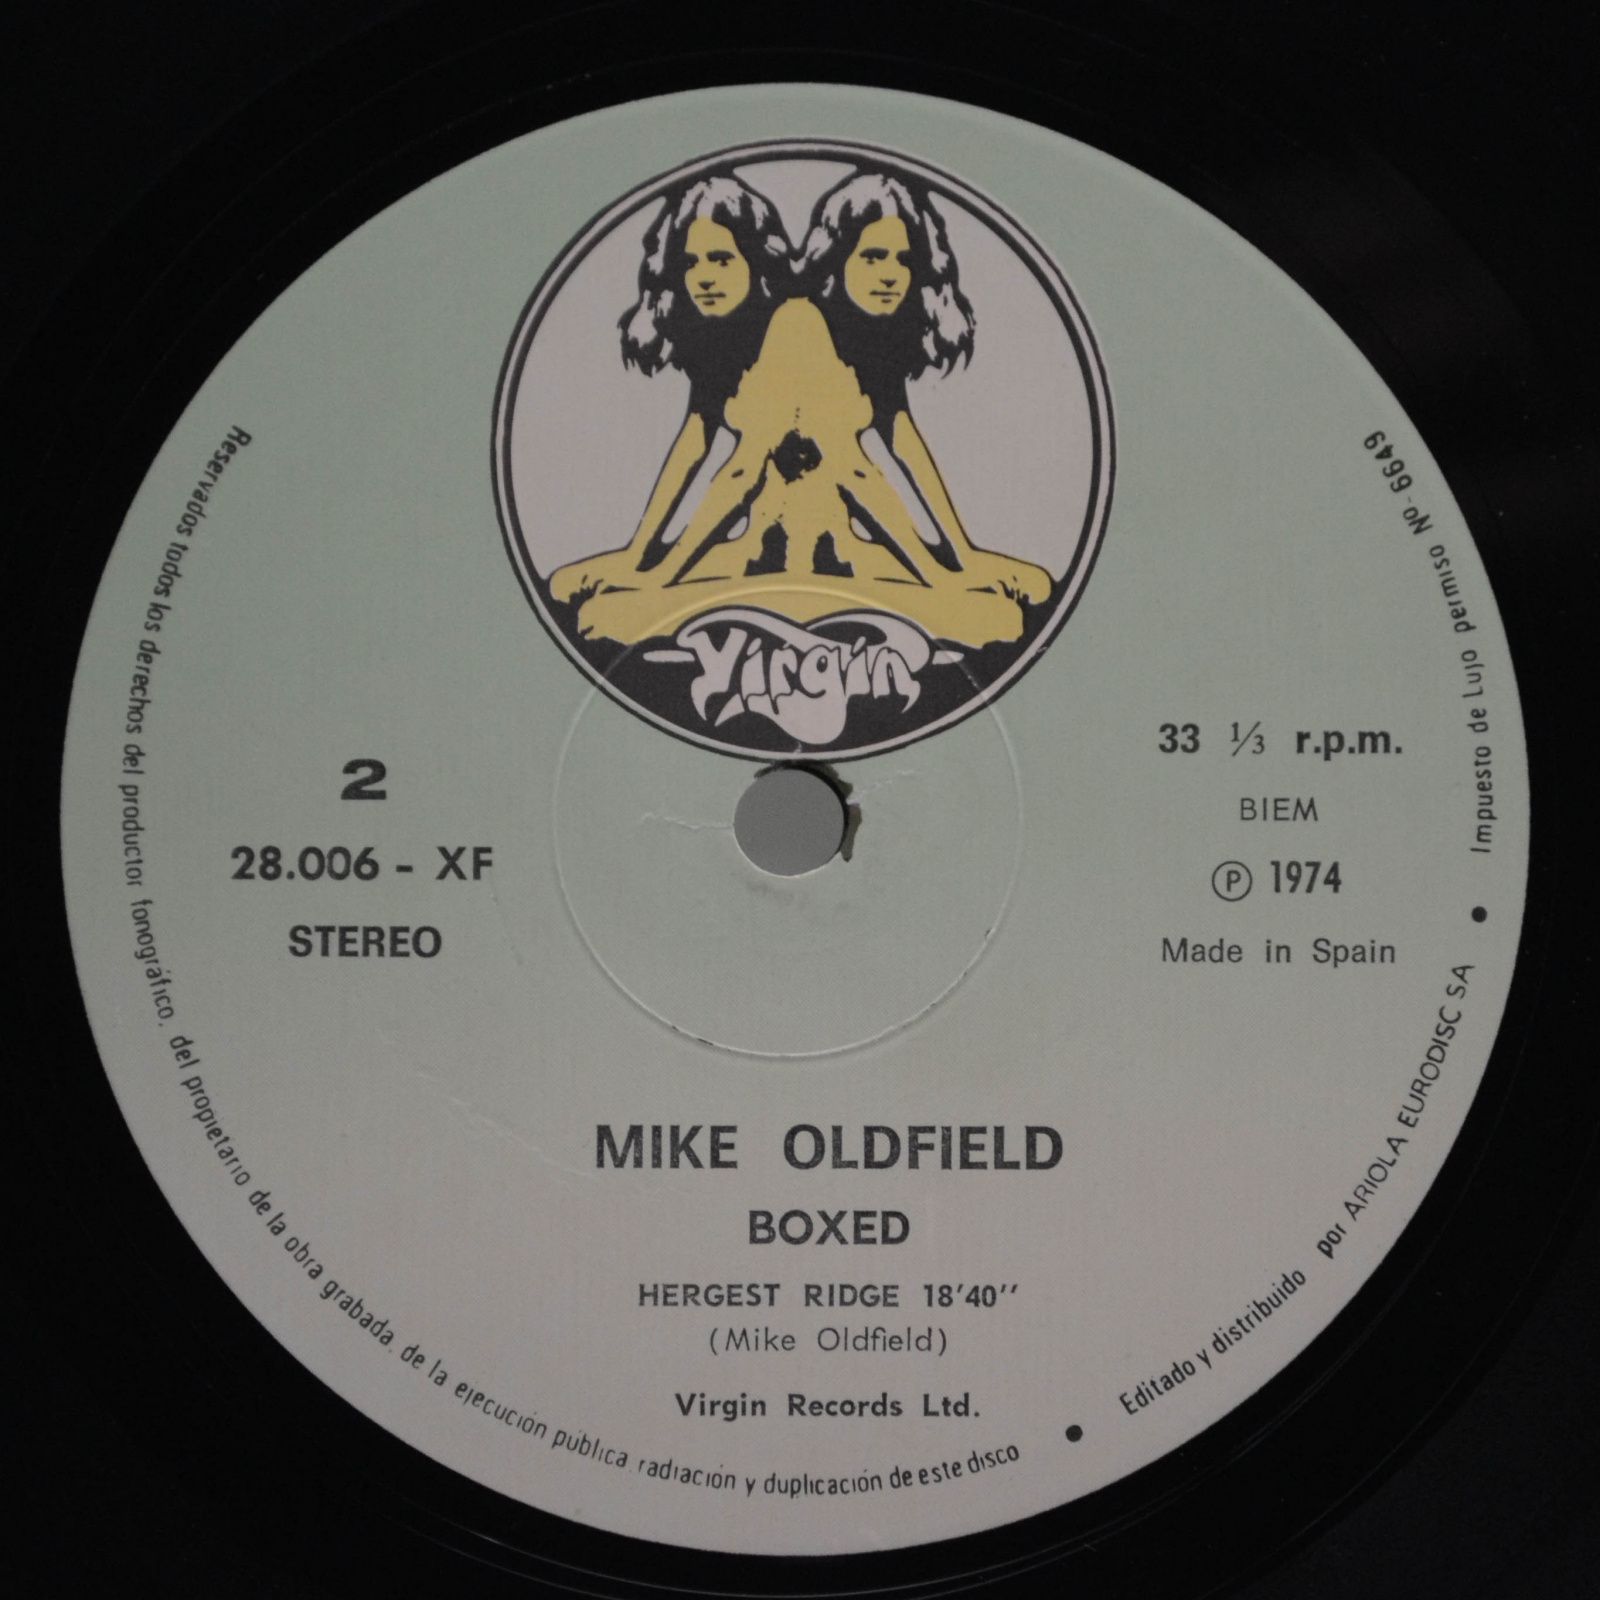 Virgin
2
28.006 - XF
STEREO
33 ⅓ r.p.m.
BIEM
Ⓟ 1974
Made in Spain
MIKE OLDFIELD
BOXED
HERGEST RIDGE 18'40''
(Mike Oldfield)
Virgin Records Ltd.
Reservados todos los derechos del productor fonográfico, del propietario de la obra grabada, de la ejecución pública, radiación y duplicación de este disco • Editado y distribuido por ARIOLA EURODISC SA • Impuesto de Lujo permiso Nº 6649